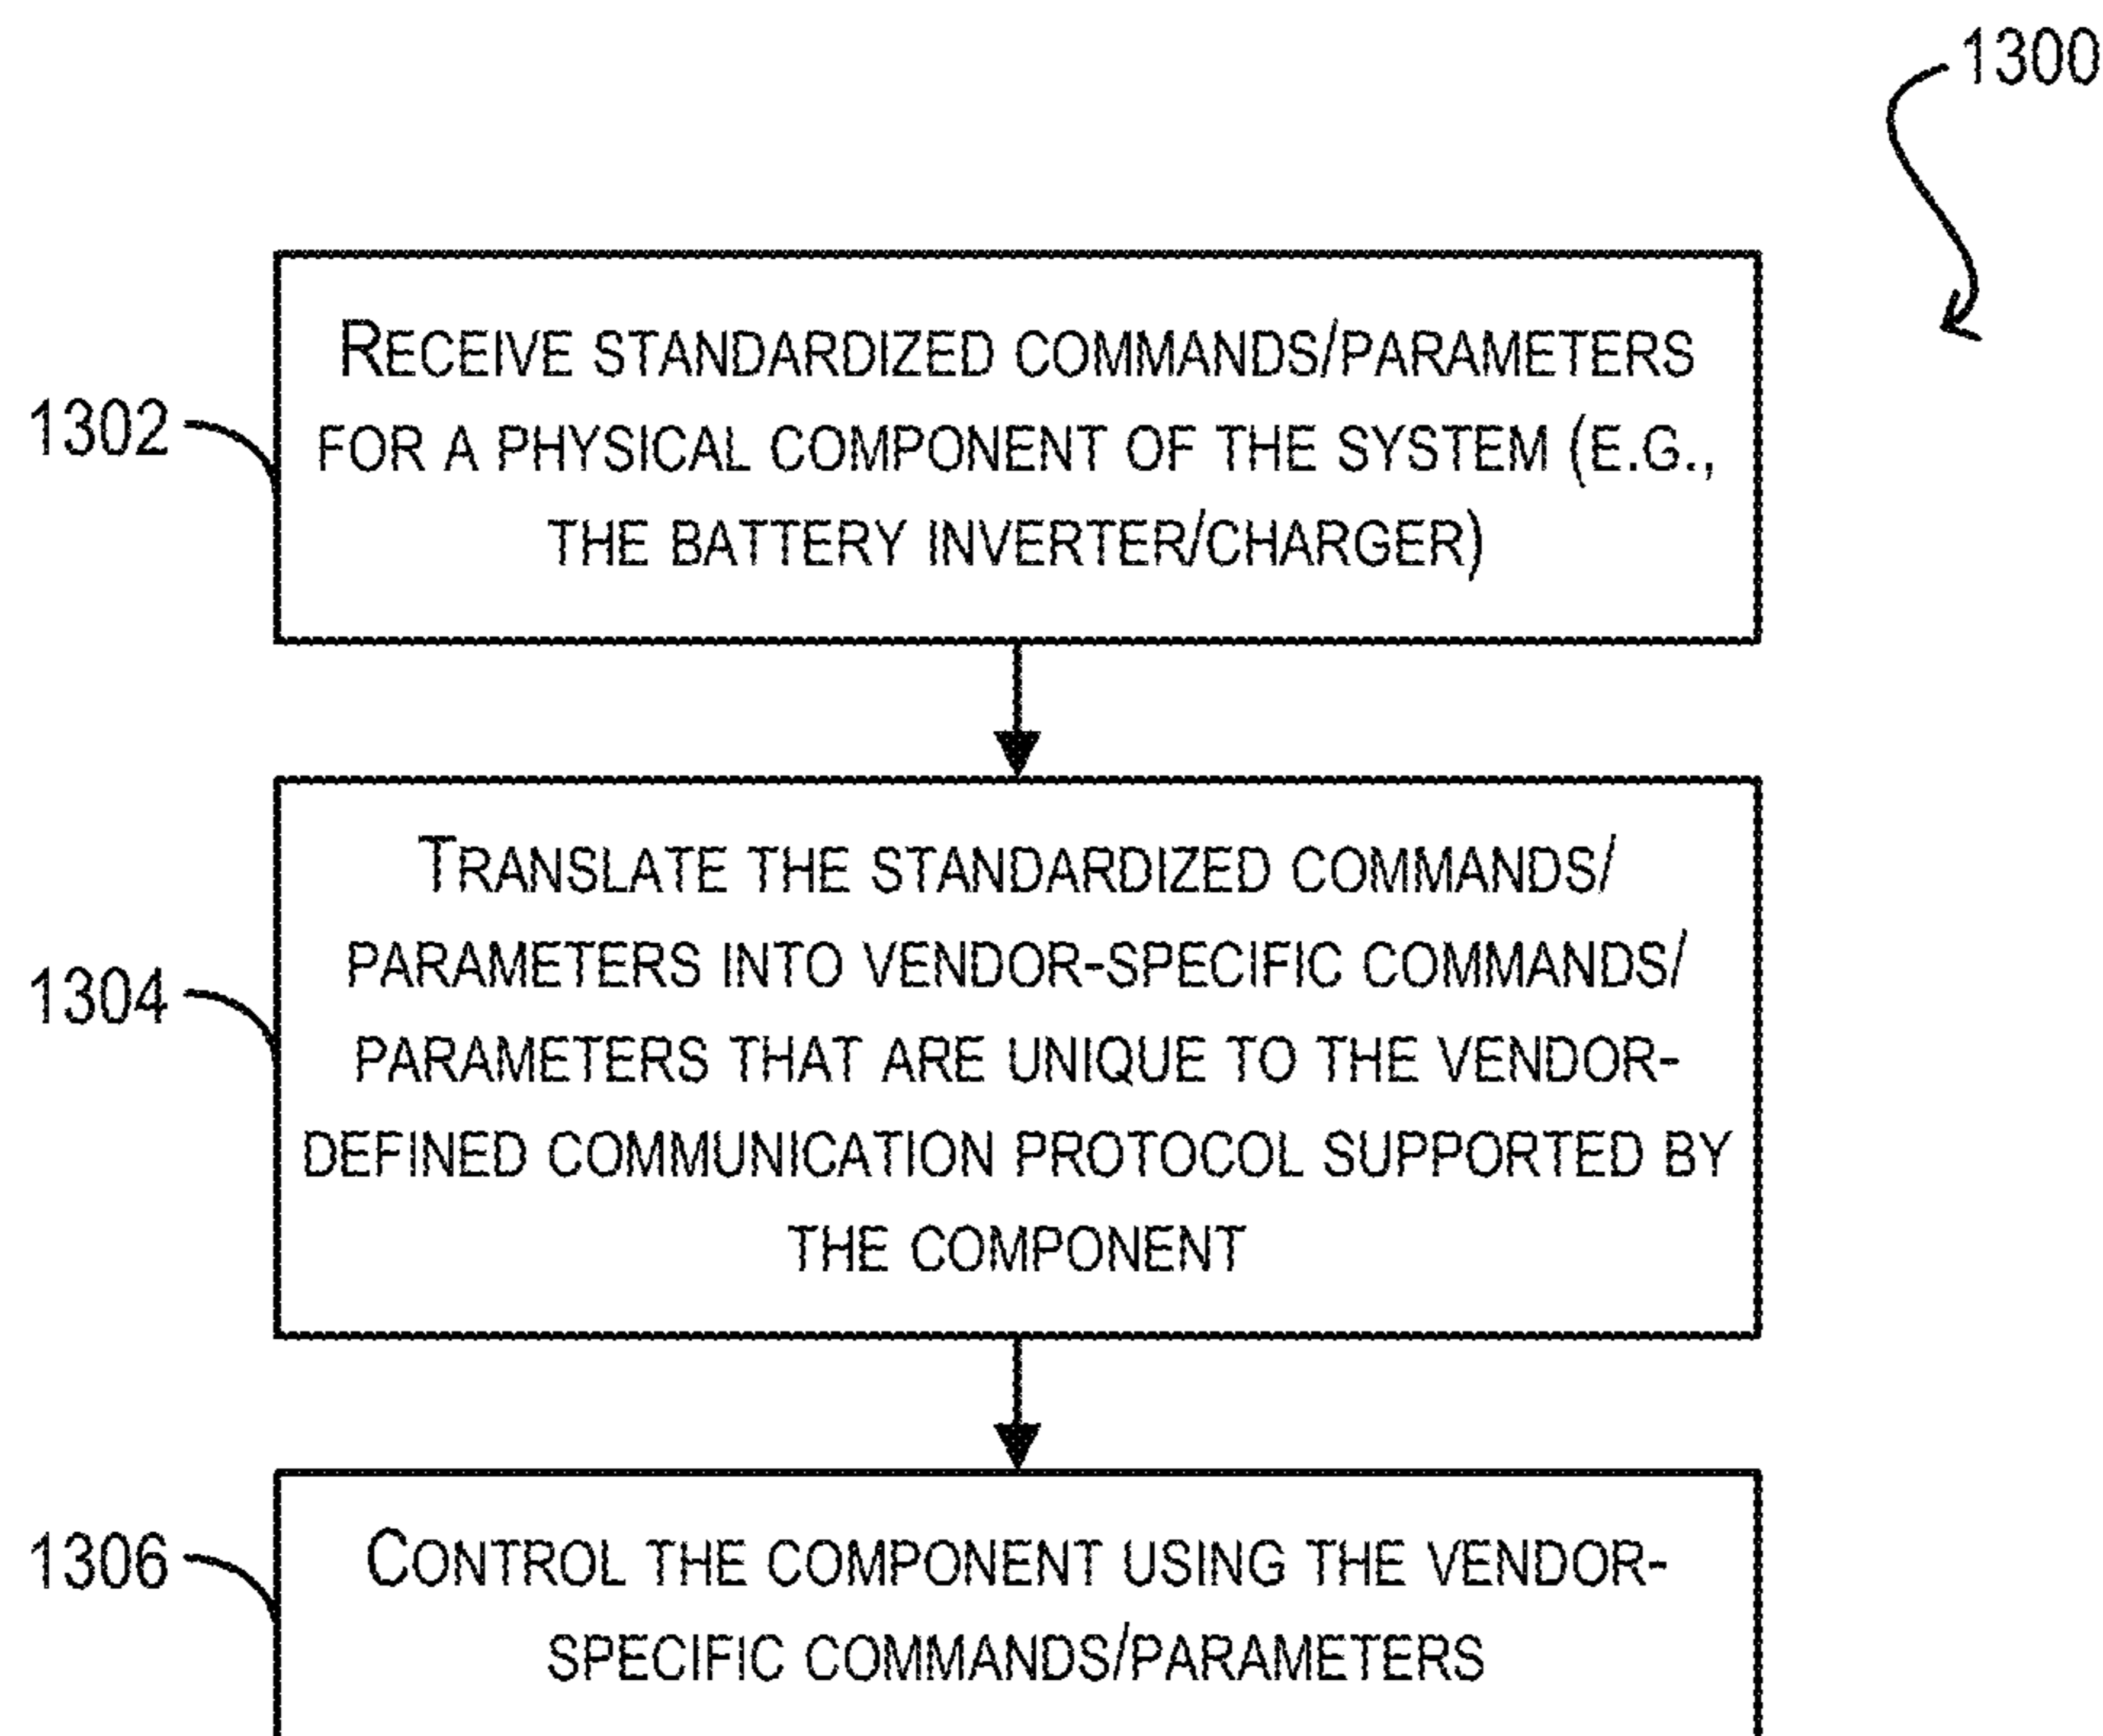 1300
RECEIVE STANDARDIZED COMMANDS/PARAMETERS
1302
FOR A PHYSICAL COMPONENT OF THE SYSTEM (E.G.,
THE BATTERY INVERTER/CHARGER)
TRANSLATE THE STANDARDIZED COMMANDS/
PARAMETERS INTO VENDOR-SPECIFIC COMMANDS/
1304
PARAMETERS THAT ARE UNIQUE TO THE VENDOR-
DEFINED COMMUNICATION PROTOCOL SUPPORTED BY
THE COMPONENT
1306
CONTROL THE COMPONENT USING THE VENDOR-
SPECIFIC COMMANDS/PARAMETERS